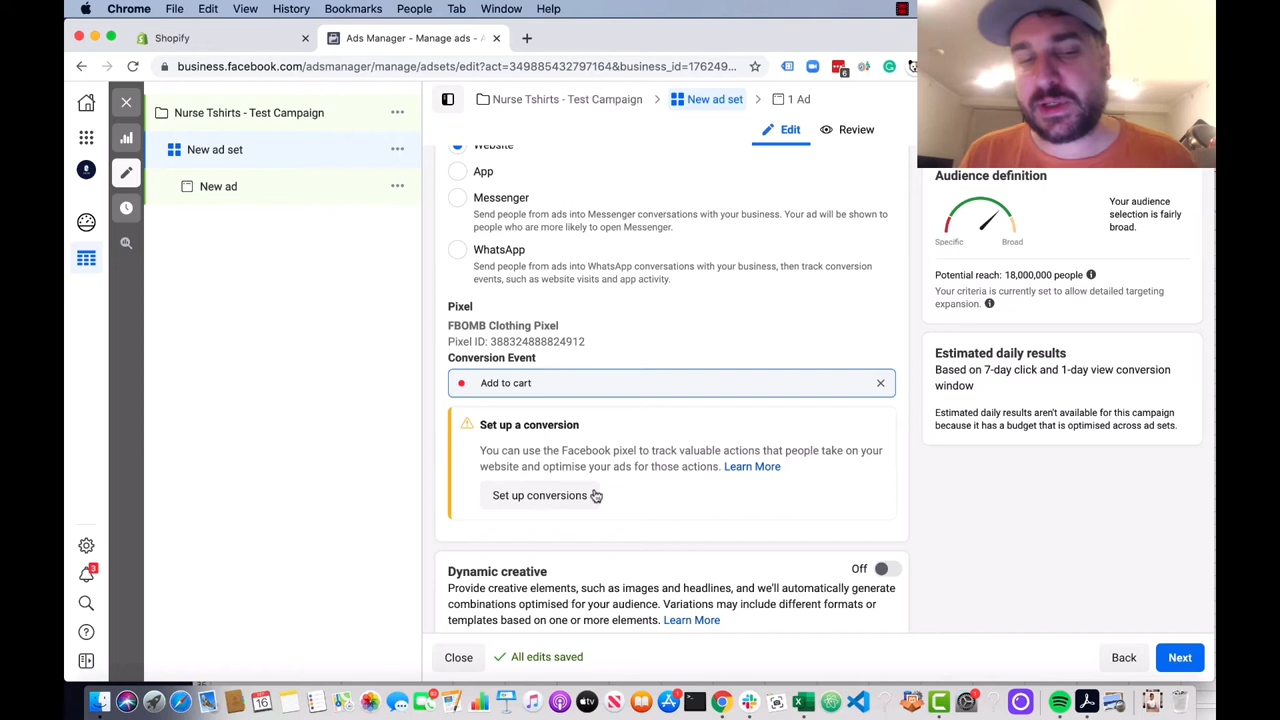 Chrome File Edit View History Bookmarks People Tab Window Help
Shopify
Ads Manager - Manage ads - A
business.facebook.com/adsmanager/manage/adsets/edit?act=349885432797164&business_id=176249...
6
Nurse Tshirts - Test Campaign
New ad set
New ad
Nurse Tshirts - Test Campaign
New ad set
1 Ad
Edit
Review
Website
App
Messenger
Send people from ads into Messenger conversations with your business. Your ad will be shown to
people who are more likely to open Messenger.
WhatsApp
Send people from ads into WhatsApp conversations with your business, then track conversion
events, such as website visits and app activity.
Pixel
FBOMB Clothing Pixel
Pixel ID: 388324888824912
Conversion Event
Add to cart
Set up a conversion
You can use the Facebook pixel to track valuable actions that people take on your
website and optimise your ads for those actions. Learn More
Set up conversions
Dynamic creative
Off
Provide creative elements, such as images and headlines, and we'll automatically generate
combinations optimised for your audience. Variations may include different formats or
templates based on one or more elements. Learn More
Close
All edits saved
Back
Next
Audience definition
Specific
Broad
Your audience
selection is fairly
broad.
Potential reach: 18,000,000 people
Your criteria is currently set to allow detailed targeting
expansion.
Estimated daily results
Based on 7-day click and 1-day view conversion
window
Estimated daily results aren't available for this campaign
because it has a budget that is optimised across ad sets.
3
16
1
1